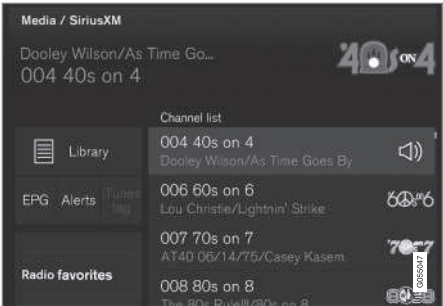 Media / SiriusXM
Dooley Wilson/As Time Go...
004 40s on 4
'40s ON 4
Channel list
Library
004 40s on 4
Dooley Wilson/As Time Goes By
EPG Alerts Tunes tag
006 60s on 6
Lou Christie/Lightnin' Strike
007 70s on 7
AT40 06/14/75/Casey Kasem
Radio favorites
008 80s on 8
The 80s Rule!!/80s on 8
G055047